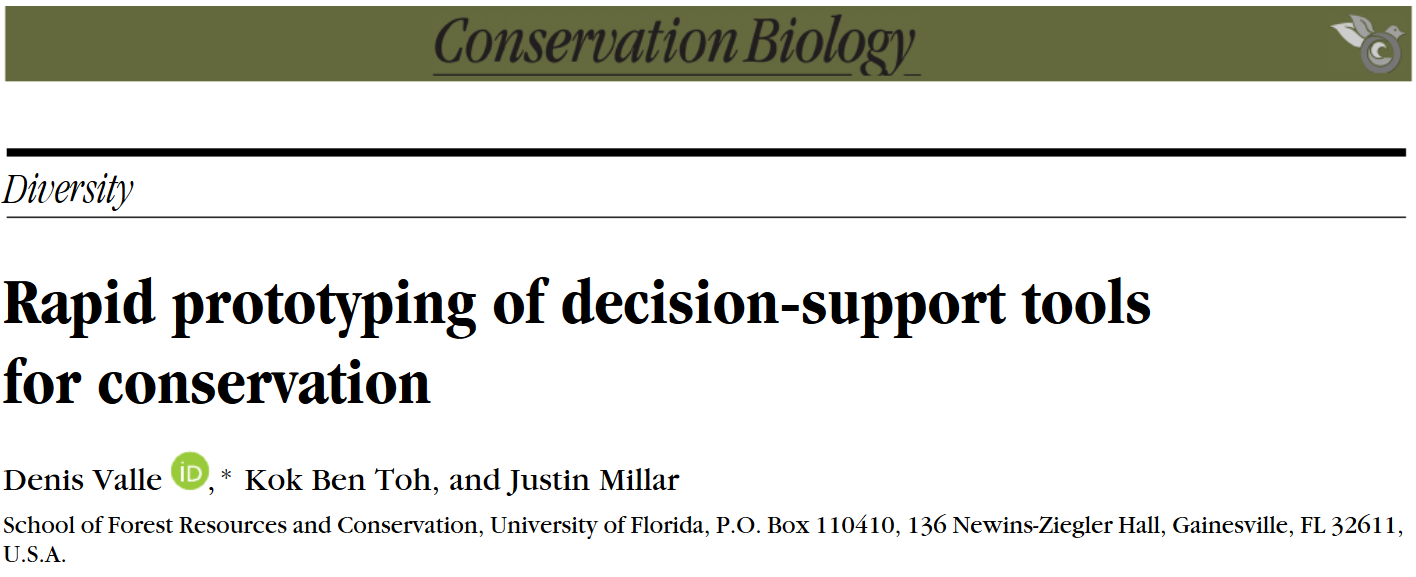 Conservation Biology
Diversity
Rapid prototyping of decision-support tools
for conservation
Denis Valle iD,* Kok Ben Toh, and Justin Millar
School of Forest Resources and Conservation, University of Florida, P.O. Box 110410, 136 Newins-Ziegler Hall, Gainesville, FL 32611,
U.S.A.